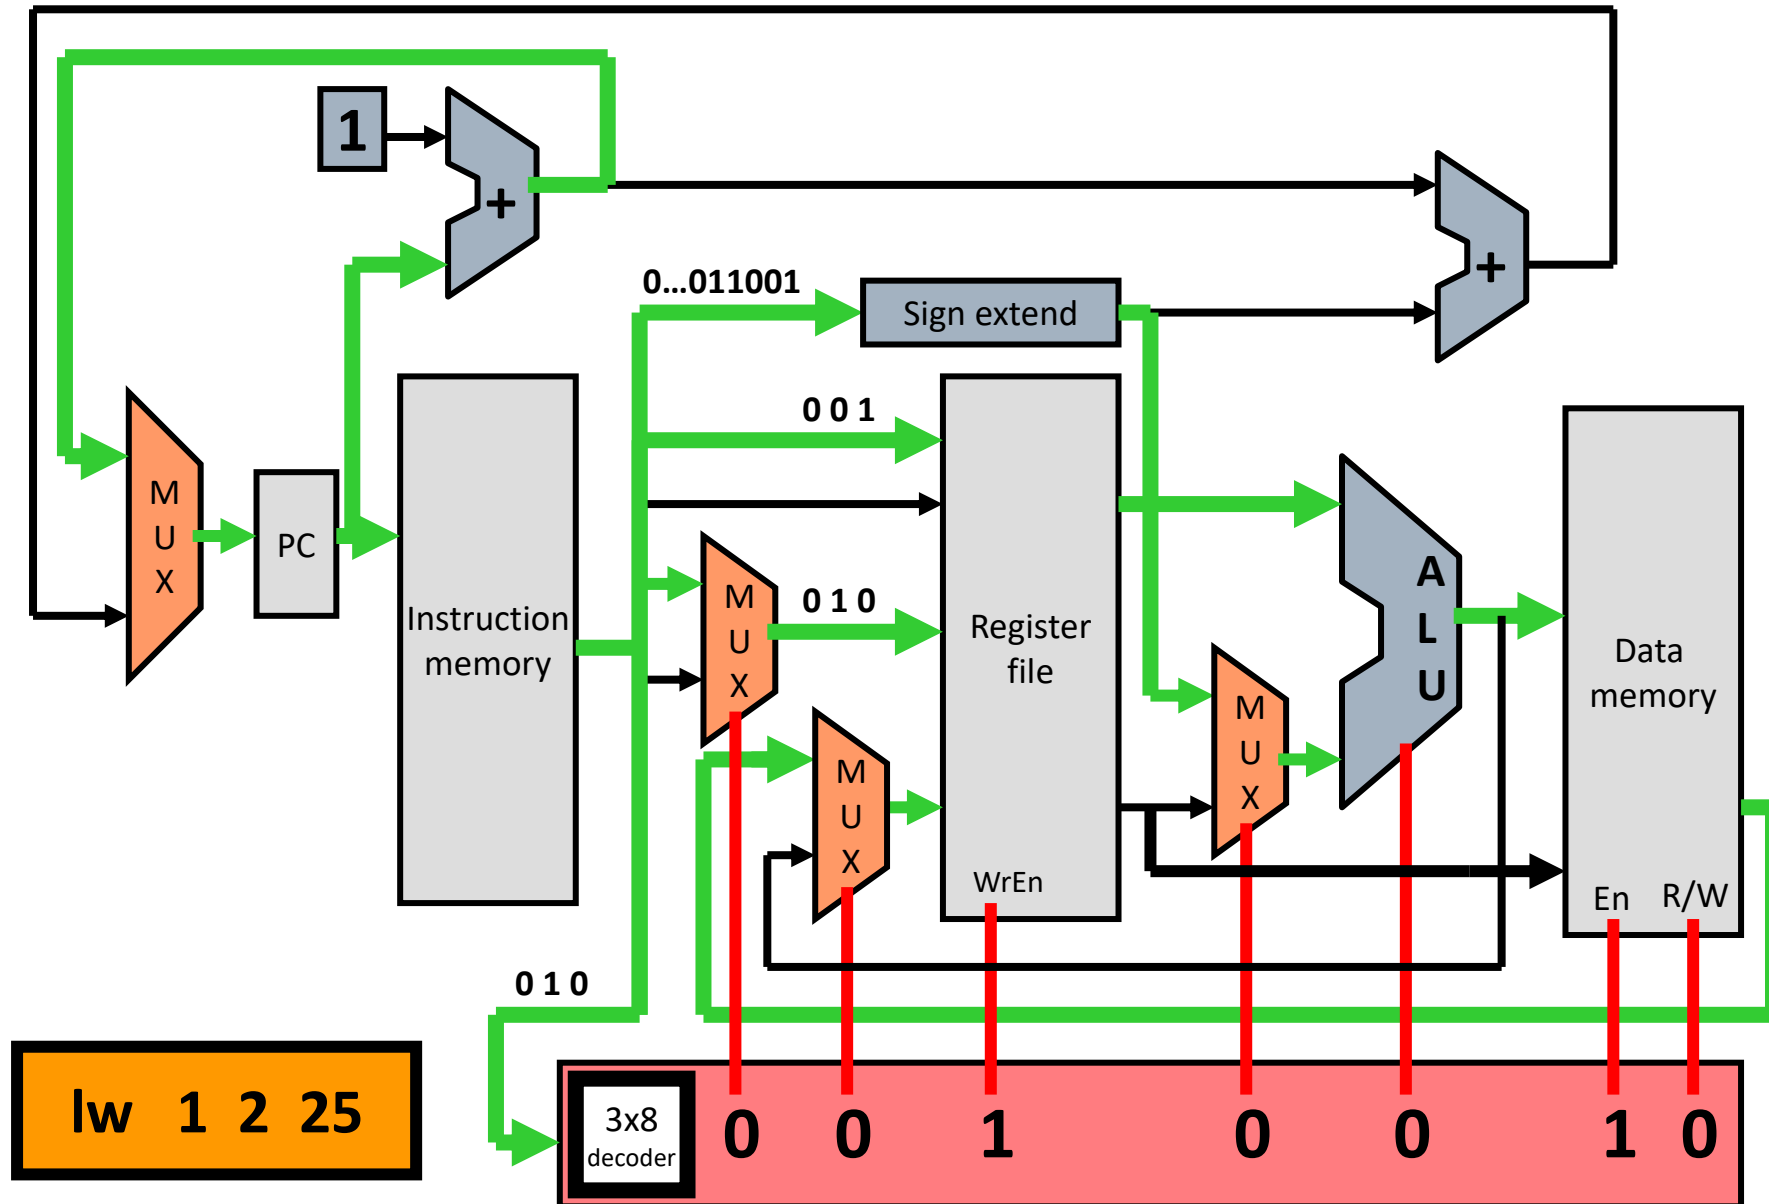 1
+
+
0...011001
Sign extend
0 0 1
M
U
X
PC
Instruction
memory
M
U
X
0 1 0
Register
file
A
L
U
Data
memory
M
U
X
M
U
X
WrEn
En
R/W
0 1 0
lw 1 2 25
3x8
decoder
0 0 1 0 0 1 0